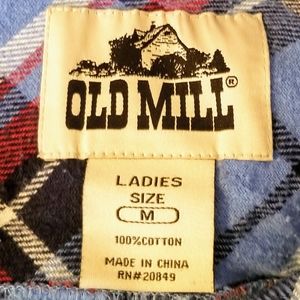 OLD MILL®
LADIES
SIZE
M
100%COTTON
MADE IN CHINA
RN#20849